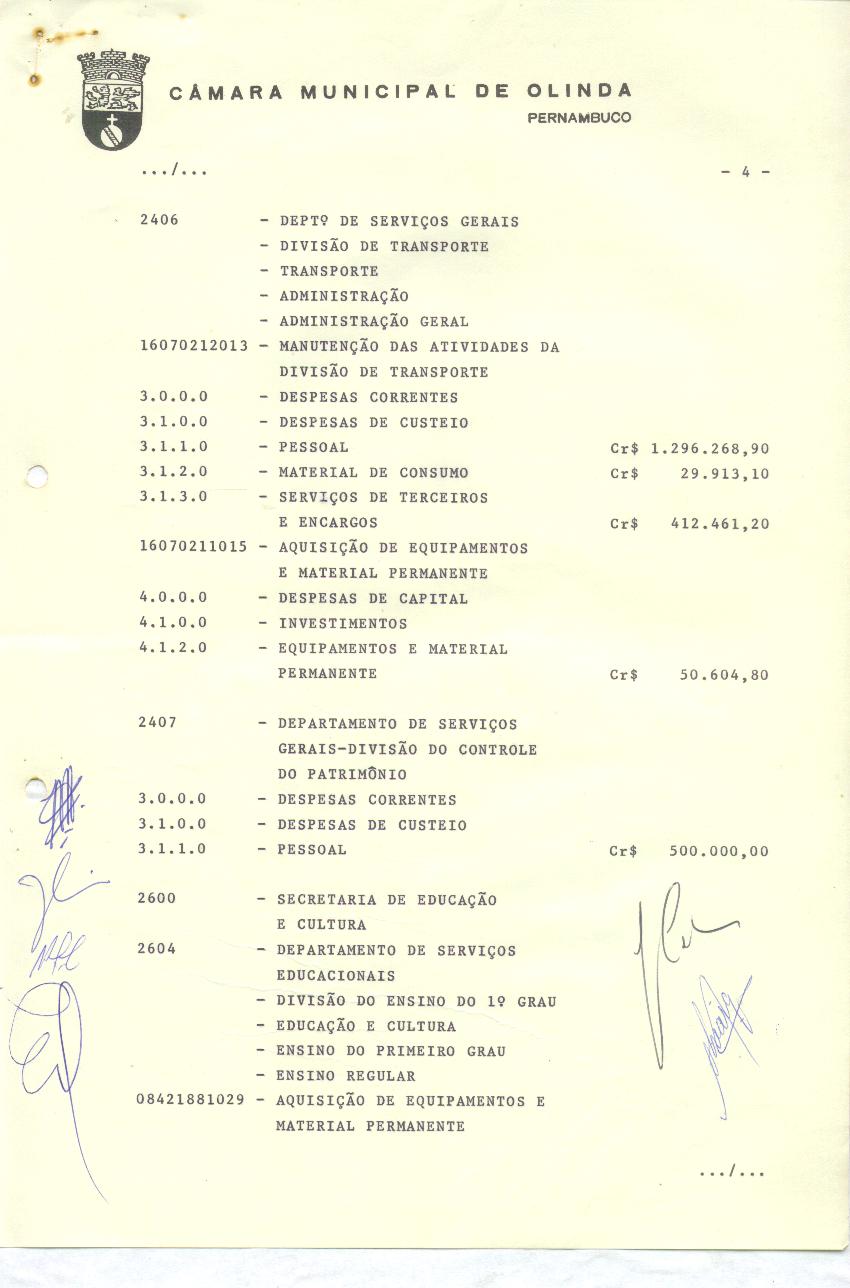 CÂMARA MUNICIPAL DE OLINDA
PERNAMBUCO
.../... - 4 -
2406 - DEPTº DE SERVIÇOS GERAIS
- DIVISÃO DE TRANSPORTE
- TRANSPORTE
- ADMINISTRAÇÃO
- ADMINISTRAÇÃO GERAL
16070212013 - MANUTENÇÃO DAS ATIVIDADES DA
DIVISÃO DE TRANSPORTE
3.0.0.0 - DESPESAS CORRENTES
3.1.0.0 - DESPESAS DE CUSTEIO
3.1.1.0 - PESSOAL Cr$ 1.296.268,90
3.1.2.0 - MATERIAL DE CONSUMO Cr$ 29.913,10
3.1.3.0 - SERVIÇOS DE TERCEIROS
E ENCARGOS Cr$ 412.461,20
16070211015 - AQUISIÇÃO DE EQUIPAMENTOS
E MATERIAL PERMANENTE
4.0.0.0 - DESPESAS DE CAPITAL
4.1.0.0 - INVESTIMENTOS
4.1.2.0 - EQUIPAMENTOS E MATERIAL
PERMANENTE Cr$ 50.604,80
2407 - DEPARTAMENTO DE SERVIÇOS
GERAIS-DIVISÃO DO CONTROLE
DO PATRIMÔNIO
3.0.0.0 - DESPESAS CORRENTES
3.1.0.0 - DESPESAS DE CUSTEIO
3.1.1.0 - PESSOAL Cr$ 500.000,00
2600 - SECRETARIA DE EDUCAÇÃO
E CULTURA
2604 - DEPARTAMENTO DE SERVIÇOS
EDUCACIONAIS
- DIVISÃO DO ENSINO DO 1º GRAU
- EDUCAÇÃO E CULTURA
- ENSINO DO PRIMEIRO GRAU
- ENSINO REGULAR
08421881029 - AQUISIÇÃO DE EQUIPAMENTOS E
MATERIAL PERMANENTE
.../...